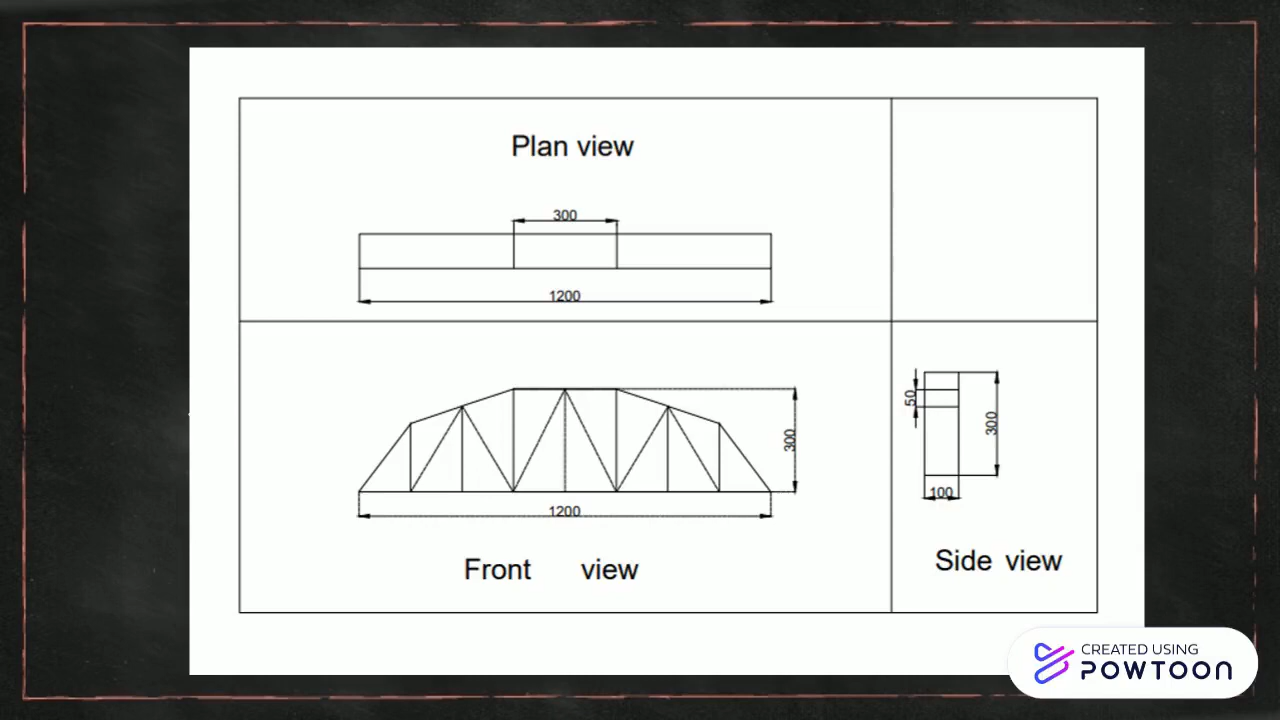 Plan view
300
1200
300
1200
50
300
100
Front view
Side view
CREATED USING
POWTOON